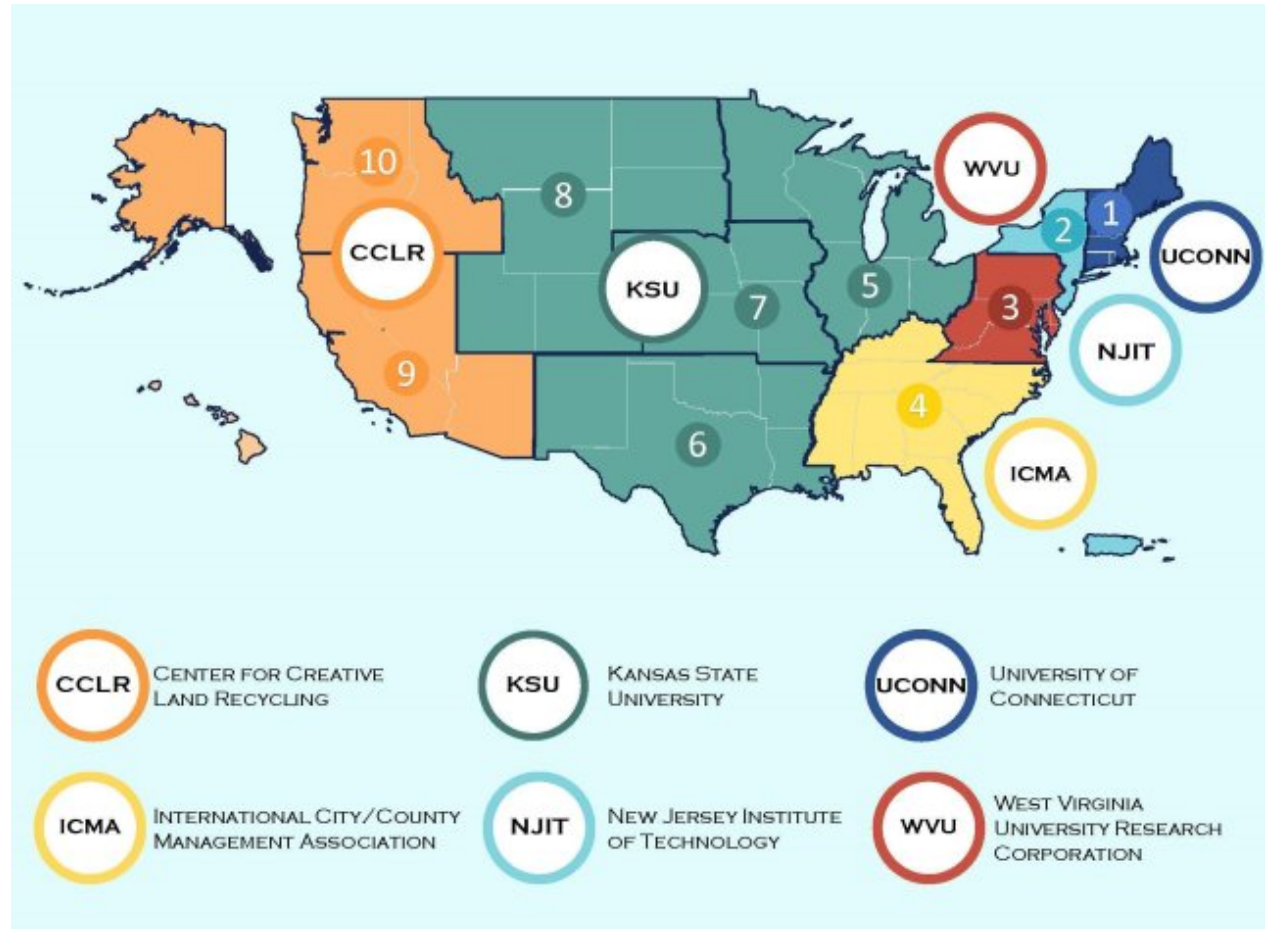 WVU
10
1
8
2
UCONN
CCLR
KSU
5
7
3
NJIT
9
4
6
ICMA
CCLR
CENTER FOR CREATIVE
LAND RECYCLING
KSU
KANSAS STATE
UNIVERSITY
UCONN
UNIVERSITY OF
CONNECTICUT
ICMA
INTERNATIONAL CITY/COUNTY
MANAGEMENT ASSOCIATION
NJIT
NEW JERSEY INSTITUTE
OF TECHNOLOGY
WVU
WEST VIRGINIA
UNIVERSITY RESEARCH
CORPORATION